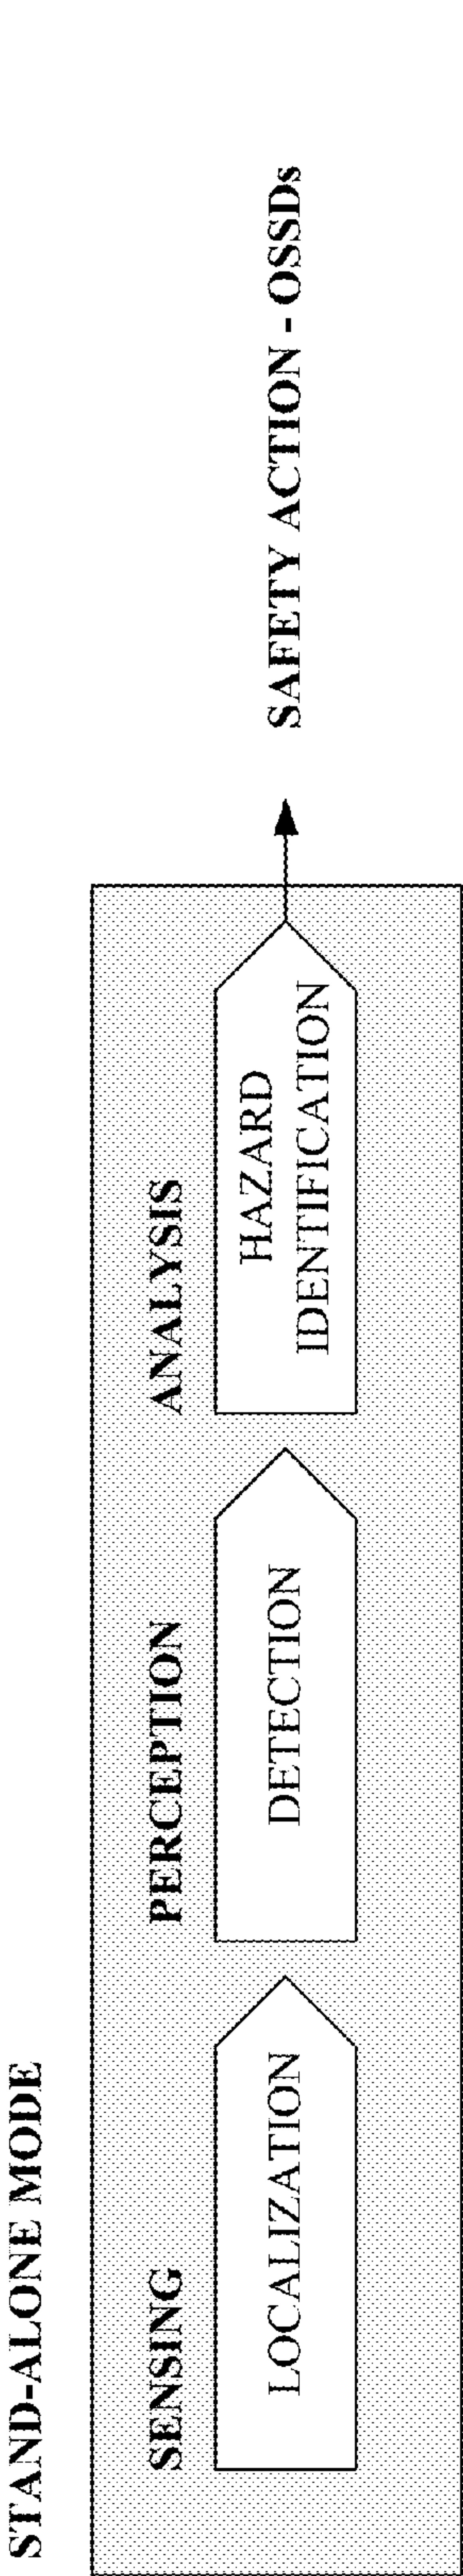 STAND-ALONE MODE
SENSING
PERCEPTION
ANALYSIS
LOCALIZATION
DETECTION
HAZARD
IDENTIFICATION
SAFETY ACTION - OSSDs